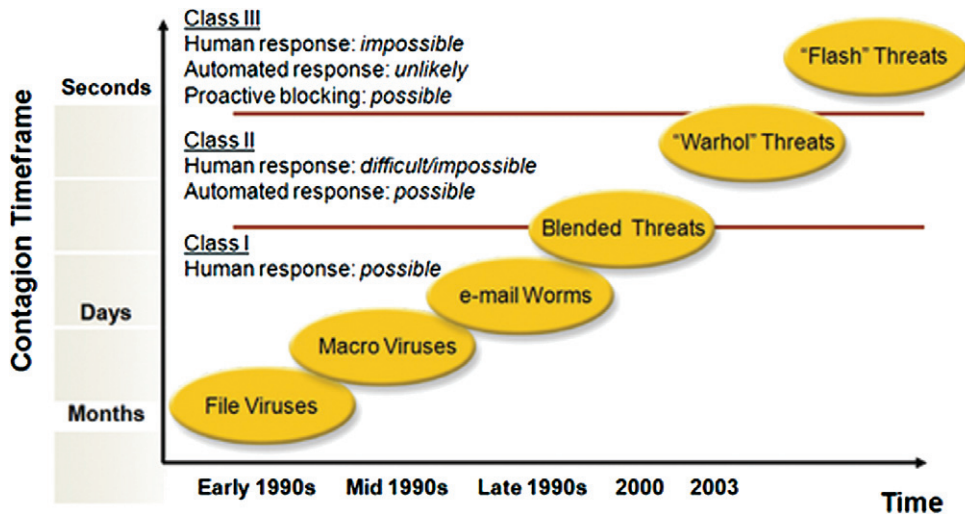 Class III
Human response: impossible
Automated response: unlikely
Proactive blocking: possible
"Flash" Threats
Seconds
"Warhol" Threats
Class II
Human response: difficult/impossible
Automated response: possible
Blended Threats
Class I
Human response: possible
e-mail Worms
Contagion Timeframe
Days
Macro Viruses
Months
File Viruses
Early 1990s Mid 1990s Late 1990s 2000 2003
Time